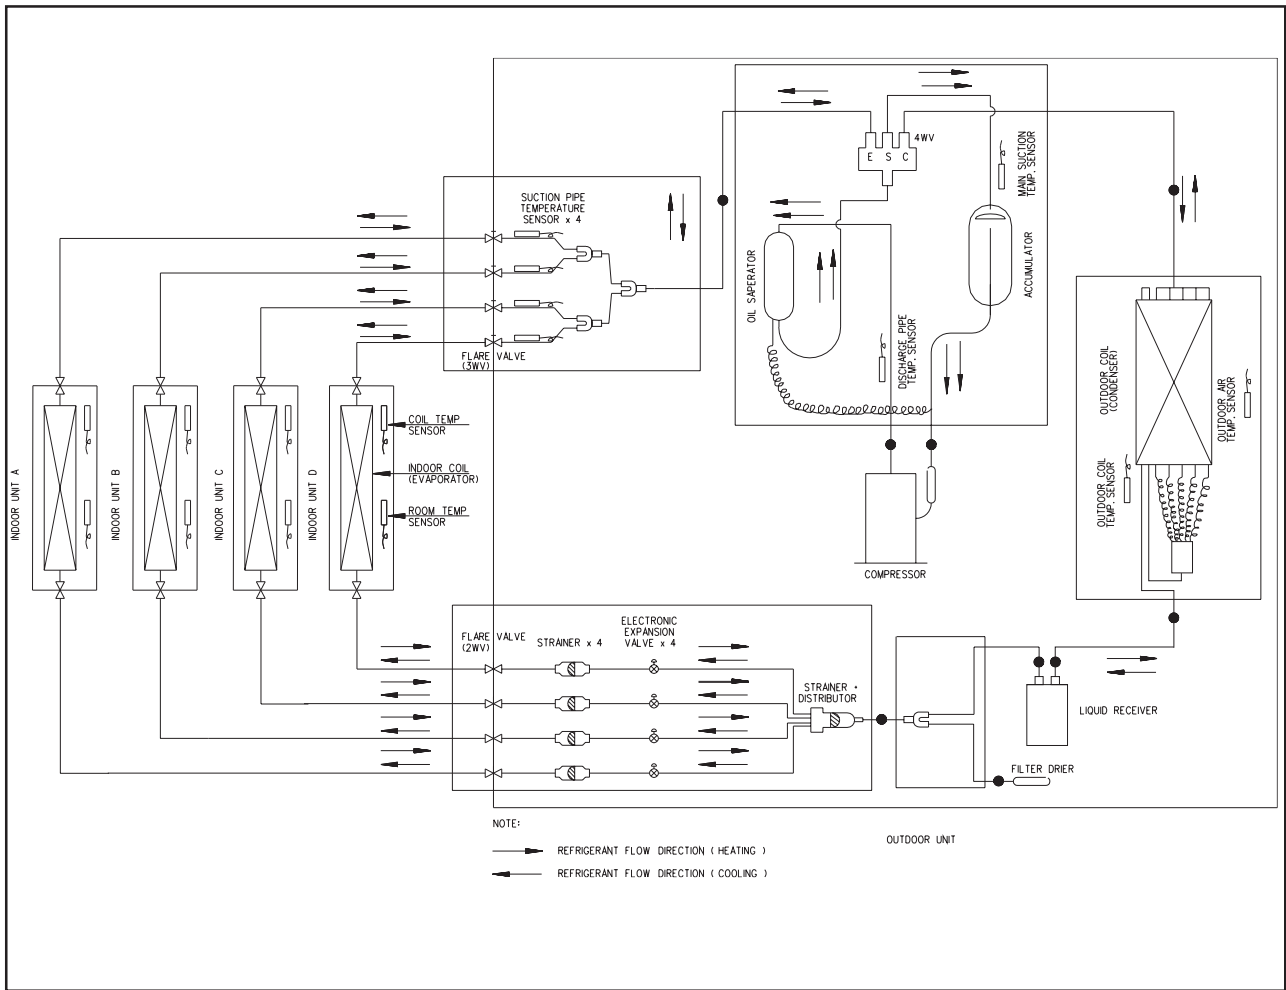 4WV
E S C
MAIN SUCTION
TEMP. SENSOR
SUCTION PIPE
TEMPERATURE
SENSOR x 4
OIL SAPERATOR
ACCUMULATOR
DISCHARGE PIPE
TEMP. SENSOR
FLARE VALVE
(3WV)
OUTDOOR COIL
(CONDENSER)
OUTDOOR AIR
TEMP. SENSOR
OUTDOOR COIL
TEMP. SENSOR
INDOOR UNIT A
INDOOR UNIT B
INDOOR UNIT C
INDOOR UNIT D
COIL TEMP
SENSOR
INDOOR COIL
(EVAPORATOR)
ROOM TEMP
SENSOR
COMPRESSOR
FLARE VALVE
(2WV)
STRAINER x 4
ELECTRONIC
EXPANSION
VALVE x 4
STRAINER +
DISTRIBUTOR
LIQUID RECEIVER
FILTER DRIER
NOTE:
REFRIGERANT FLOW DIRECTION ( HEATING )
REFRIGERANT FLOW DIRECTION ( COOLING )
OUTDOOR UNIT